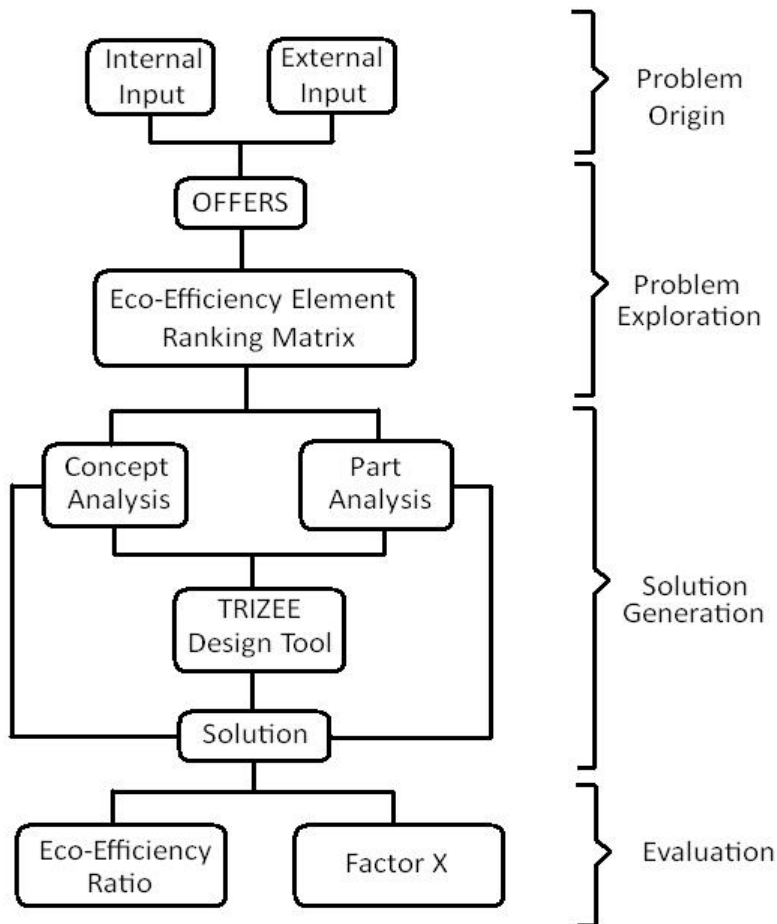 Internal
Input
External
Input
Problem
Origin
OFFERS
Eco-Efficiency Element
Ranking Matrix
Problem
Exploration
Concept
Analysis
Part
Analysis
TRIZEE
Design Tool
Solution
Solution
Generation
Eco-Efficiency
Ratio
Factor X
Evaluation